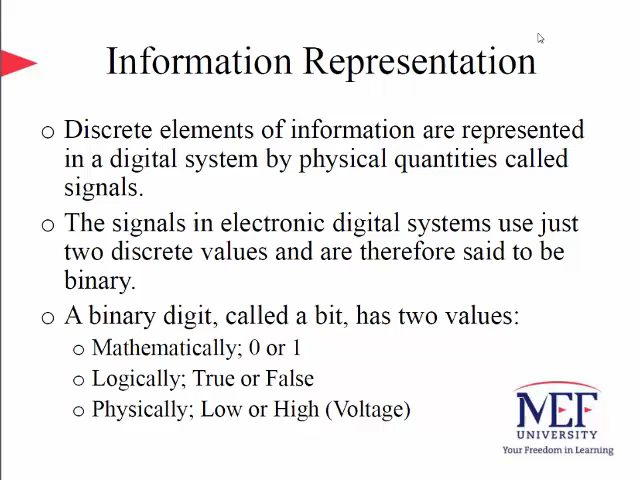 Information Representation
o Discrete elements of information are represented
in a digital system by physical quantities called
signals.
o The signals in electronic digital systems use just
two discrete values and are therefore said to be
binary.
o A binary digit, called a bit, has two values:
o Mathematically; 0 or 1
o Logically; True or False
o Physically; Low or High (Voltage)
MEF
UNIVERSITY
Your Freedom in Learning